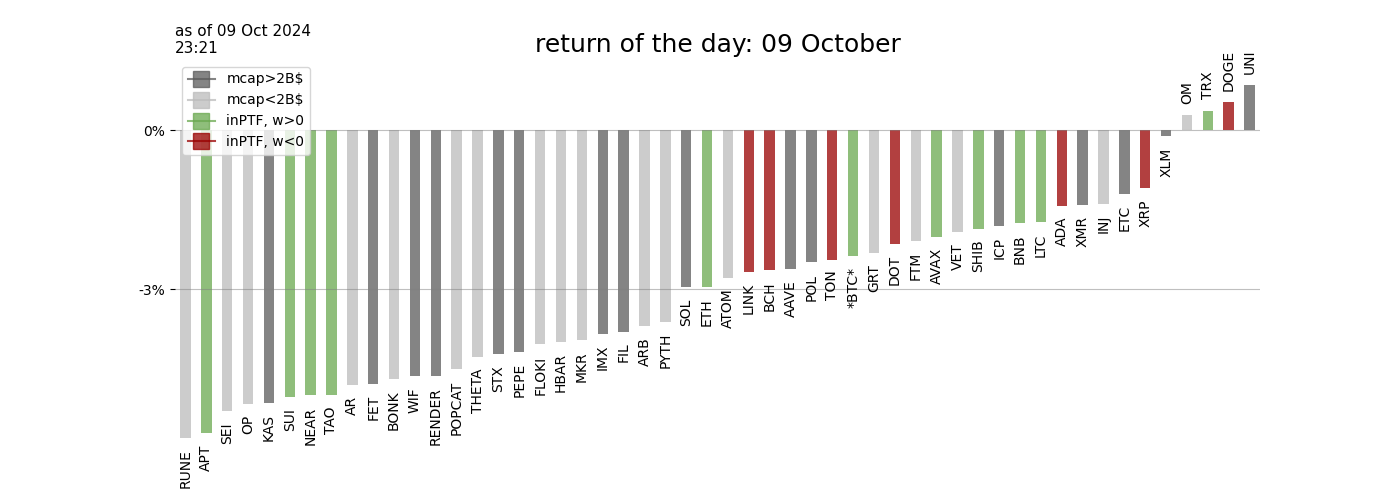 as of 09 Oct 2024
23:21
return of the day: 09 October
mcap>2B$
mcap<2B$
inPTF, w>0
inPTF, w<0
0%
-3%
RUNE
APT
SEI
OP
KAS
SUI
NEAR
TAO
AR
FET
BONK
WIF
RENDER
POPCAT
THETA
STX
PEPE
FLOKI
HBAR
MKR
IMX
FIL
ARB
PYTH
SOL
ETH
ATOM
LINK
BCH
AAVE
POL
TON
*BTC*
GRT
DOT
FTM
AVAX
VET
SHIB
ICP
BNB
LTC
ADA
XMR
INJ
ETC
XRP
XLM
OM
TRX
DOGE
UNI